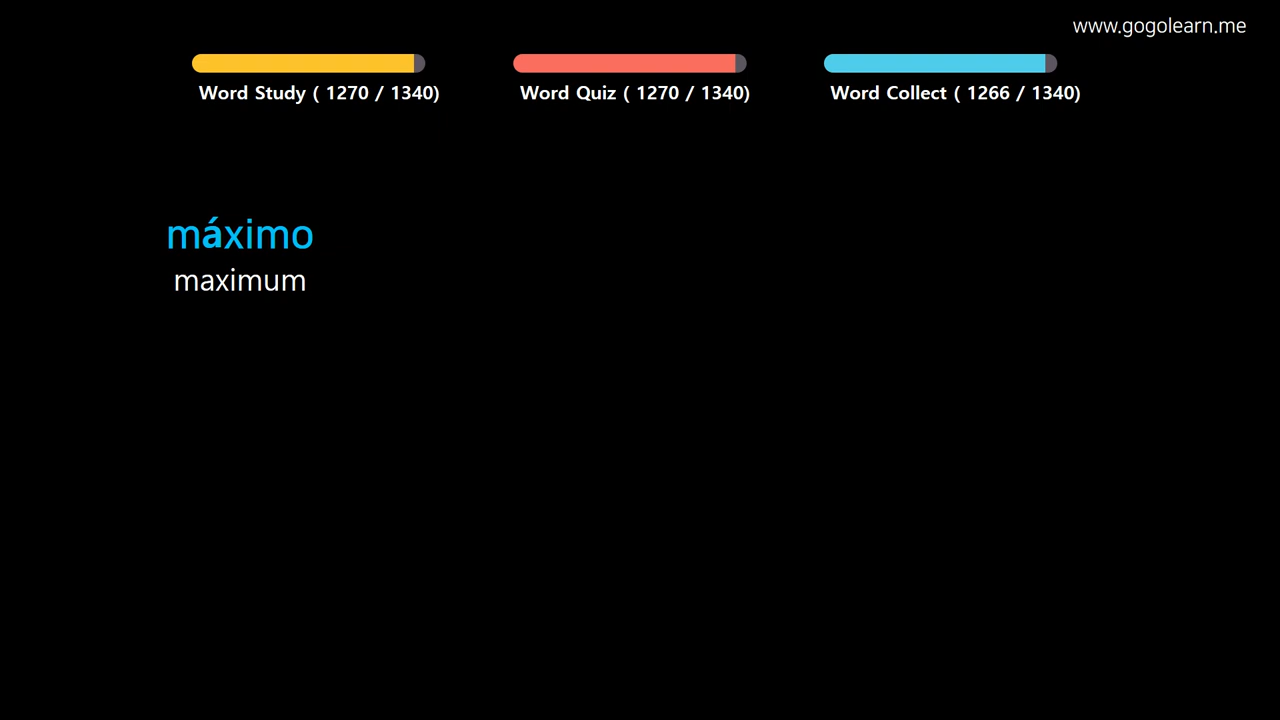 www.gogolearn.me
Word Study ( 1270 / 1340)
Word Quiz ( 1270 / 1340)
Word Collect ( 1266 / 1340)
máximo
maximum